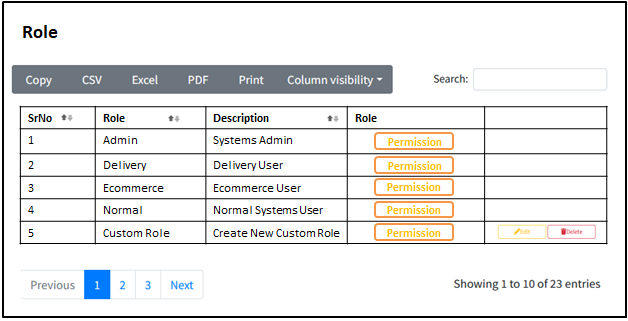 Role
Copy CSV Excel PDF Print Column visibility Search:
SrNo Role Description Role
1 Admin Systems Admin Permission
2 Delivery Delivery User Permission
3 Ecommerce Ecommerce User Permission
4 Normal Normal Systems User Permission
5 Custom Role Create New Custom Role Permission Edit Delete
Previous 1 2 3 Next Showing 1 to 10 of 23 entries